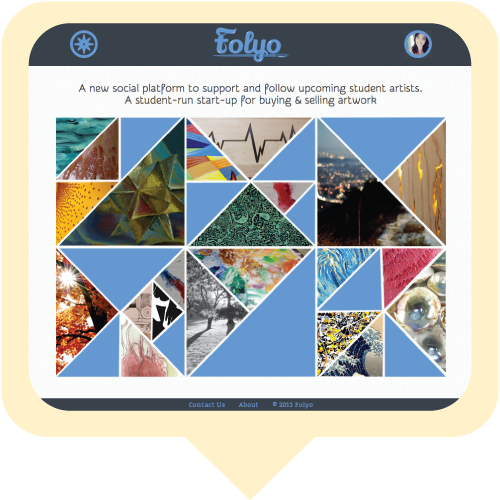 Folyo
A new social platform to support and follow upcoming student artists.
A student-run start-up for buying & selling artwork
Contact Us About © 2013 Folyo